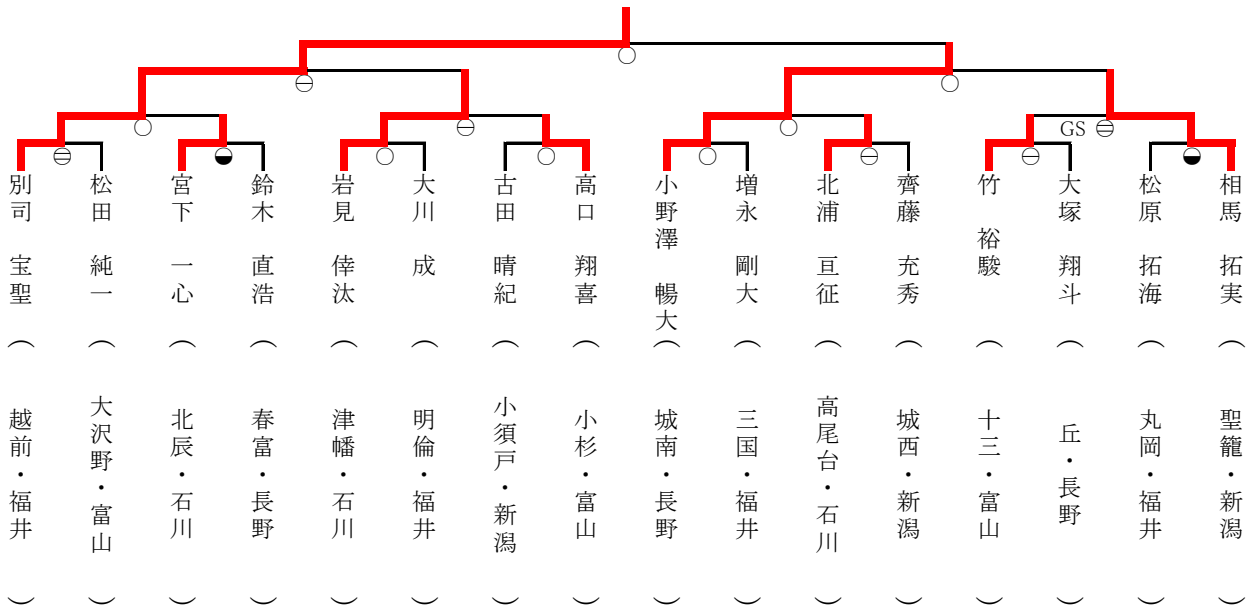 GS
別司 宝聖（越前・福井）
松田 純一（大沢野・富山）
宮下 一心（北辰・石川）
鈴木 直浩（春富・長野）
岩見 倖汰（津幡・石川）
大川 成（明倫・福井）
古田 晴紀（小須戸・新潟）
高口 翔喜（小杉・富山）
小野澤 暢大（城南・長野）
増永 剛大（三国・福井）
北浦 亘征（高尾台・石川）
齊藤 充秀（城西・新潟）
竹 裕駿（十三・富山）
大塚 翔斗（丘・長野）
松原 拓海（丸岡・福井）
相馬 拓実（聖籠・新潟）